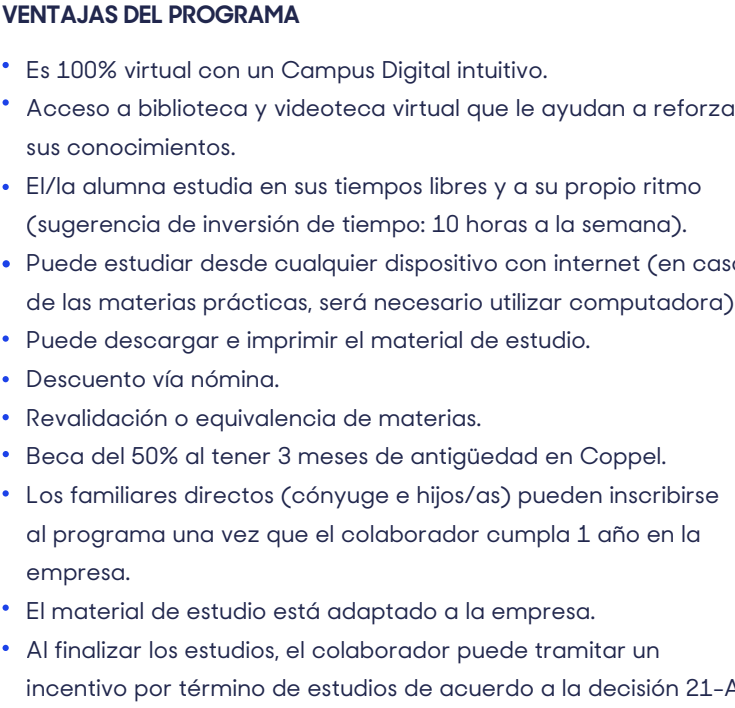 VENTAJAS DEL PROGRAMA
• Es 100% virtual con un Campus Digital intuitivo.
• Acceso a biblioteca y videoteca virtual que le ayudan a reforza
sus conocimientos.
• El/la alumna estudia en sus tiempos libres y a su propio ritmo
(sugerencia de inversión de tiempo: 10 horas a la semana).
• Puede estudiar desde cualquier dispositivo con internet (en caso
de las materias prácticas, será necesario utilizar computadora)
• Puede descargar e imprimir el material de estudio.
• Descuento vía nómina.
• Revalidación o equivalencia de materias.
• Beca del 50% al tener 3 meses de antigüedad en Coppel.
• Los familiares directos (cónyuge e hijos/as) pueden inscribirse
al programa una vez que el colaborador cumpla 1 año en la
empresa.
• El material de estudio está adaptado a la empresa.
• Al finalizar los estudios, el colaborador puede tramitar un
incentivo por término de estudios de acuerdo a la decisión 21-A